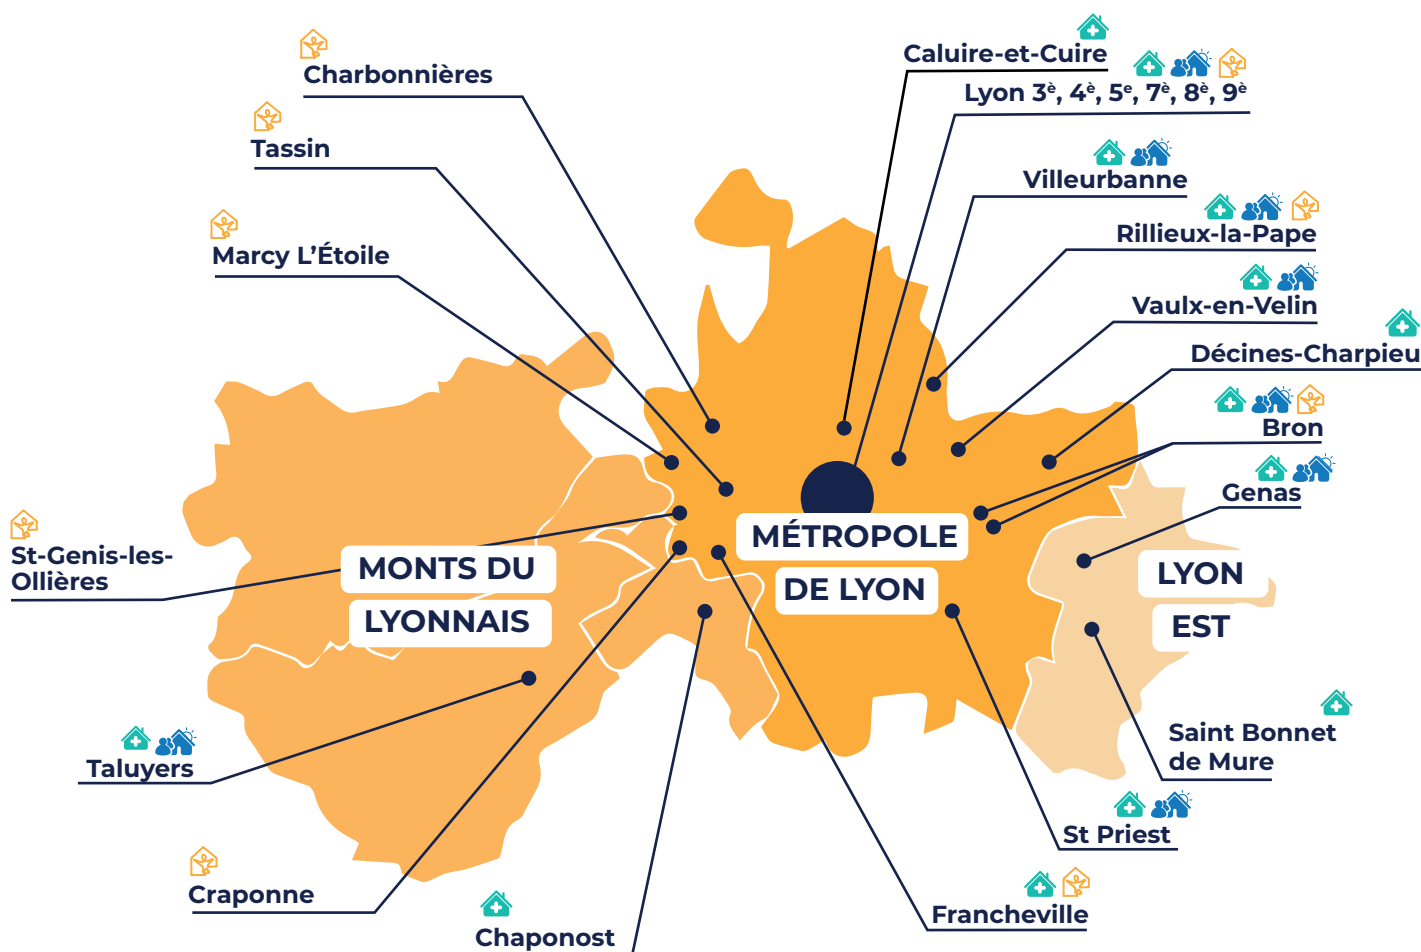 Caluire-et-Cuire
Charbonnières
Lyon 3è, 4è, 5e, 7è, 8è, 9è
Tassin
Villeurbanne
Rillieux-la-Pape
Marcy L’Étoile
Vaulx-en-Velin
Décines-Charpieu
Bron
Genas
MÉTROPOLE
DE LYON
St-Genis-les-
Ollières
MONTS DU
LYONNAIS
LYON
EST
Saint Bonnet
de Mure
Taluyers
St Priest
Craponne
Francheville
Chaponost